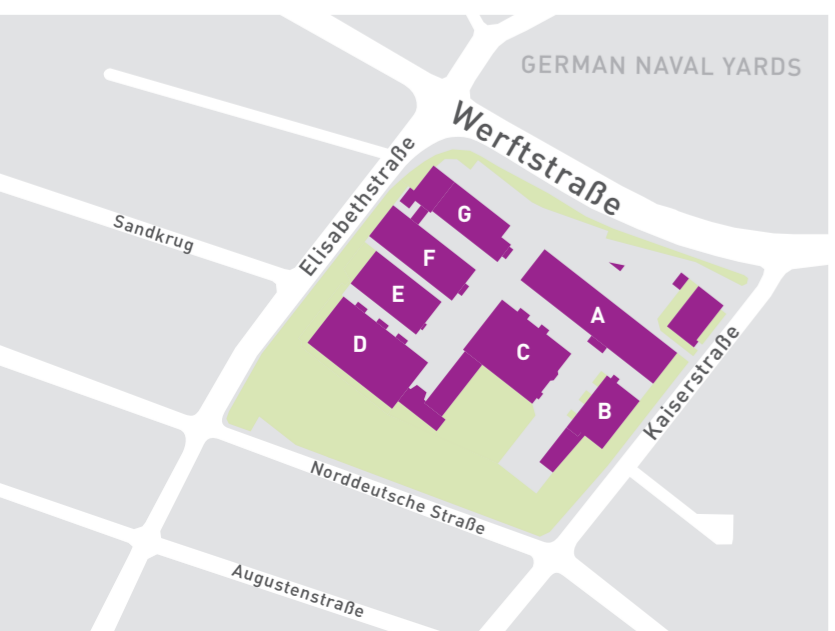 GERMAN NAVAL YARDS
Werftstraße
Elisabethstraße
Sandkrug
G
F
E
D
A
C
B
Kaiserstraße
Norddeutsche Straße
Augustenstraße